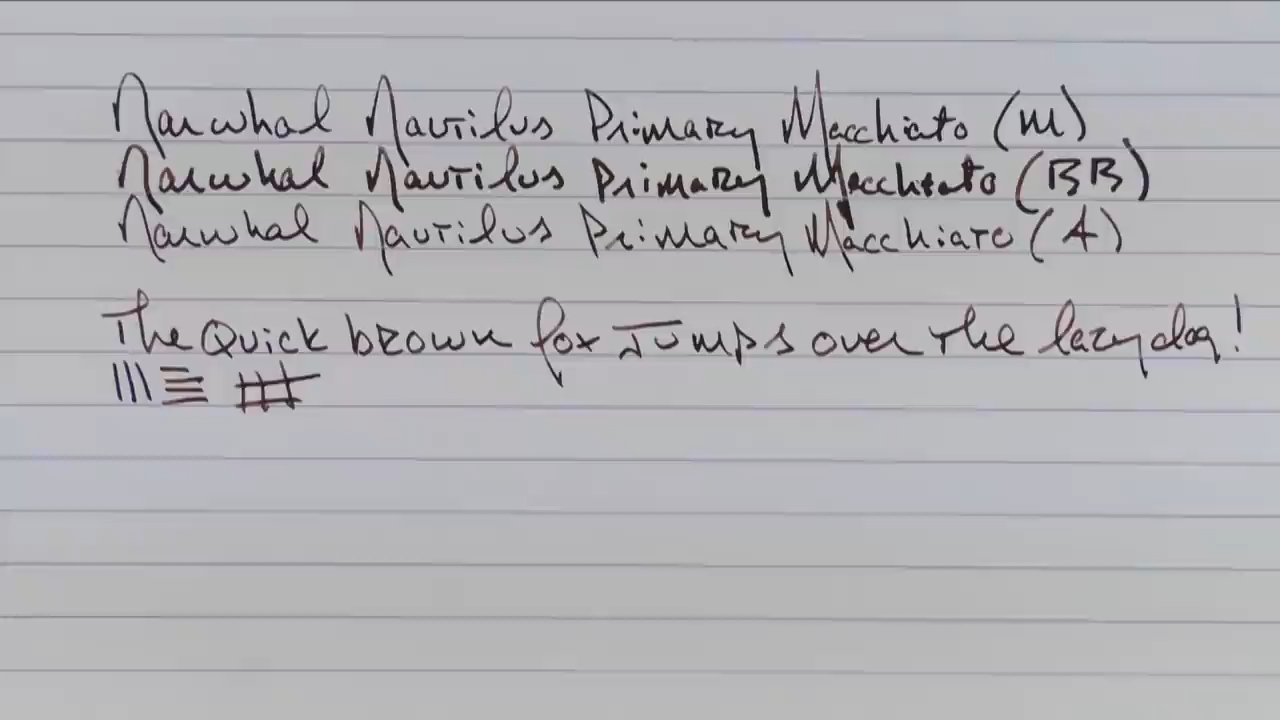 Narwhal Nautilus Primary Macchiato (M)
Narwhal Nautilus Primary Macchiato (BB)
Narwhal Nautilus Primary Macchiato (A)
The Quick brown fox Jumps over the lazy dog!